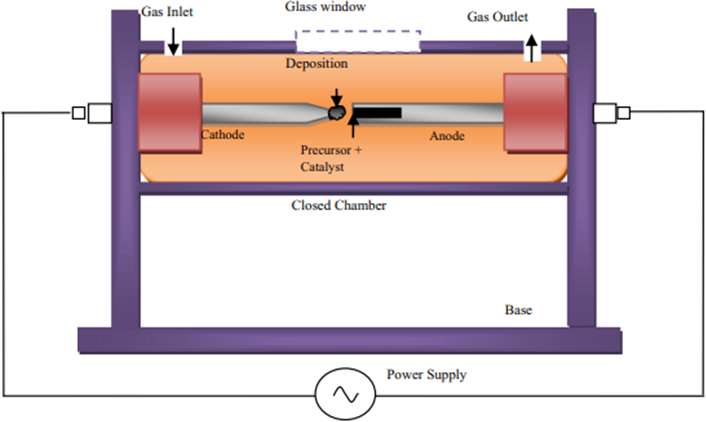 Gas Inlet
Glass window
Gas Outlet
Deposition
Cathode
Anode
Precursor +
Catalyst
Closed Chamber
Base
Power Supply